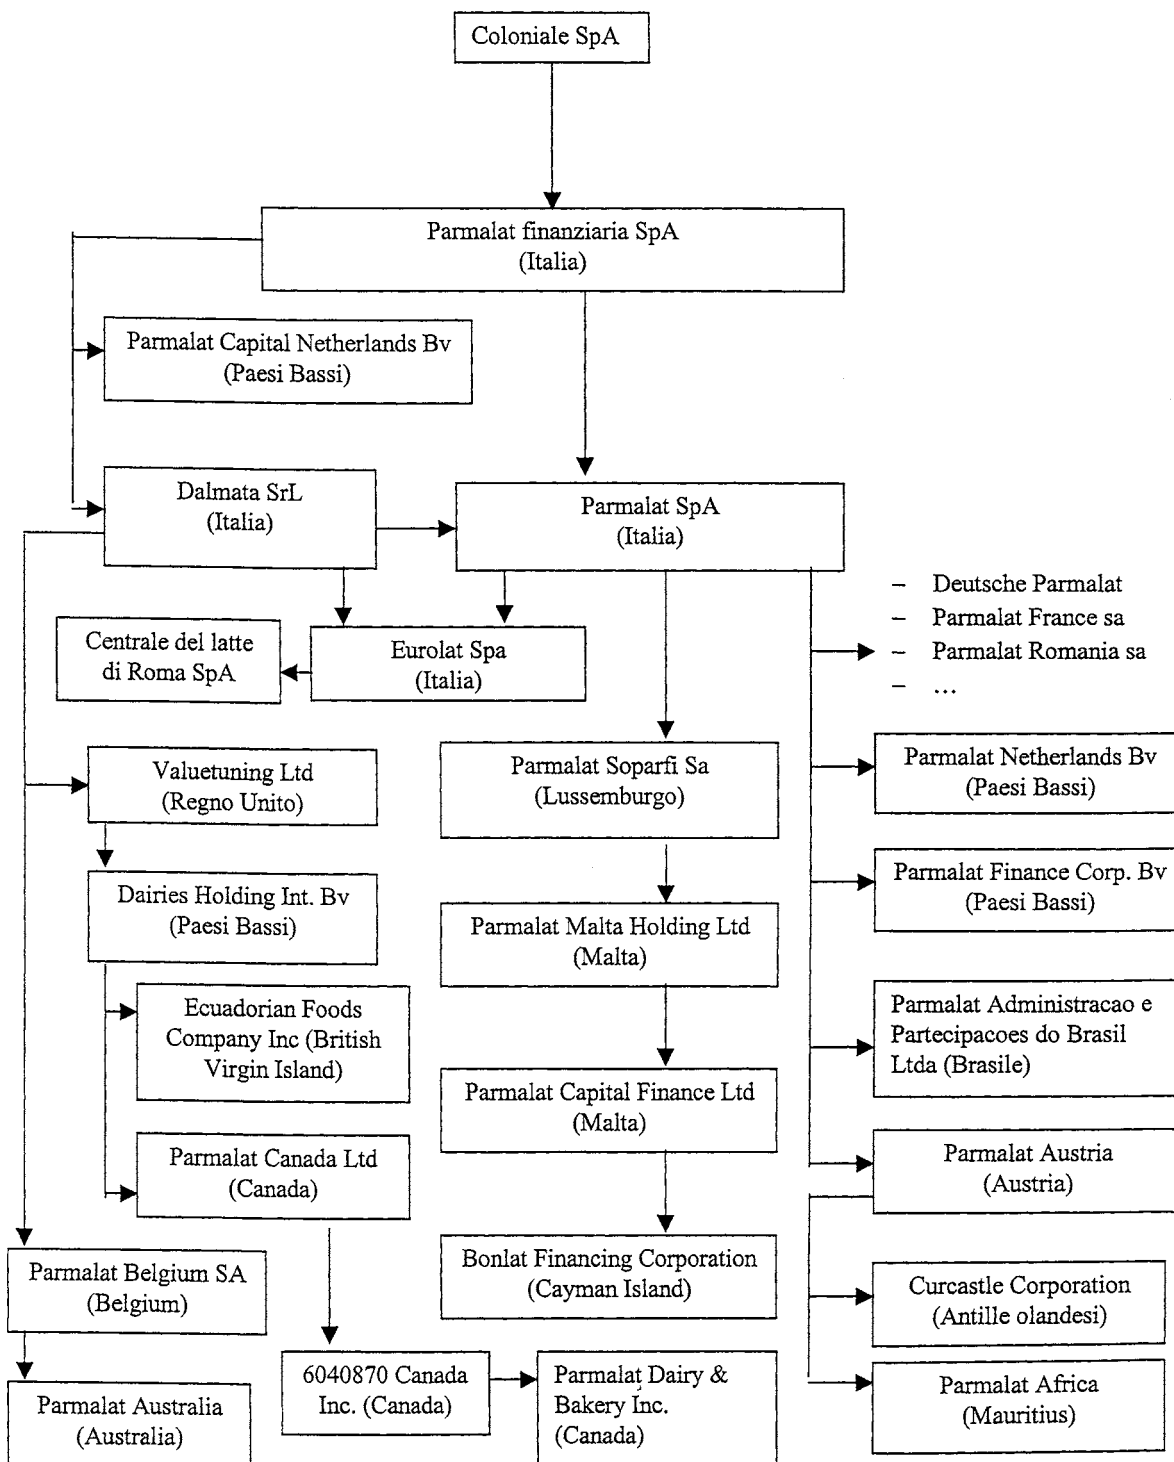 Coloniale SpA
Parmalat finanziaria SpA
(Italia)
Parmalat Capital Netherlands Bv
(Paesi Bassi)
Dalmata SrL
(Italia)
Parmalat SpA
(Italia)
– Deutsche Parmalat
– Parmalat France sa
– Parmalat Romania sa
– ...
Centrale del latte
di Roma SpA
Eurolat Spa
(Italia)
Valuetuning Ltd
(Regno Unito)
Parmalat Soparfi Sa
(Lussemburgo)
Parmalat Netherlands Bv
(Paesi Bassi)
Dairies Holding Int. Bv
(Paesi Bassi)
Parmalat Malta Holding Ltd
(Malta)
Parmalat Finance Corp. Bv
(Paesi Bassi)
Ecuadorian Foods
Company Inc (British
Virgin Island)
Parmalat Capital Finance Ltd
(Malta)
Parmalat Administracao e
Partecipacoes do Brasil
Ltda (Brasile)
Parmalat Canada Ltd
(Canada)
Parmalat Austria
(Austria)
Parmalat Belgium SA
(Belgium)
Bonlat Financing Corporation
(Cayman Island)
Curcastle Corporation
(Antille olandesi)
Parmalat Australia
(Australia)
6040870 Canada
Inc. (Canada)
Parmalat Dairy &
Bakery Inc.
(Canada)
Parmalat Africa
(Mauritius)